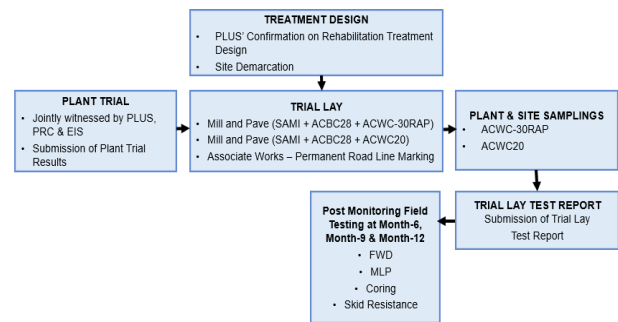 TREATMENT DESIGN
• PLUS' Confirmation on Rehabilitation Treatment
Design
• Site Demarcation
PLANT TRIAL
• Jointly witnessed by PLUS,
PRC & EIS
• Submission of Plant Trial
Results
TRIAL LAY
• Mill and Pave (SAMI + ACBC28 + ACWC-30RAP)
• Mill and Pave (SAMI + ACBC28 + ACWC20)
• Associate Works – Permanent Road Line Marking
PLANT & SITE SAMPLINGS
• ACWC-30RAP
• ACWC20
TRIAL LAY TEST REPORT
Submission of Trial Lay
Test Report
Post Monitoring Field
Testing at Month-6,
Month-9 & Month-12
• FWD
• MLP
• Coring
• Skid Resistance